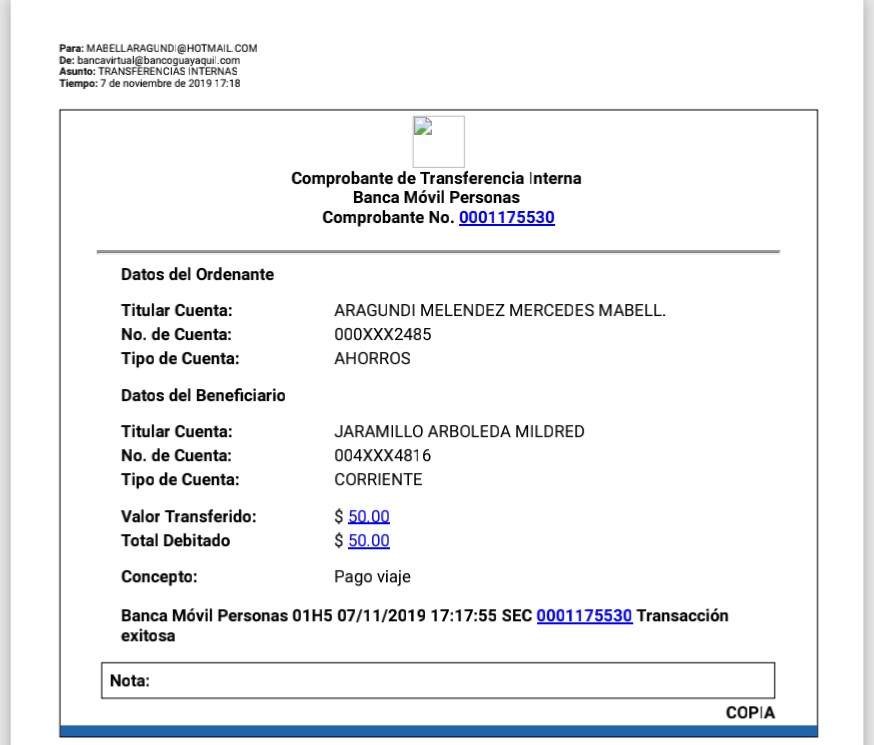 Para: MABELLARAGUNDI@HOTMAIL.COM
De: bancavirtual@bancoguayaquil.com
Asunto: TRANSFERENCIAS INTERNAS
Tiempo: 7 de noviembre de 2019 17:18
Comprobante de Transferencia Interna
Banca Móvil Personas
Comprobante No. 0001175530
Datos del Ordenante
Titular Cuenta: ARAGUNDI MELENDEZ MERCEDES MABELL.
No. de Cuenta: 000XXX2485
Tipo de Cuenta: AHORROS
Datos del Beneficiario
Titular Cuenta: JARAMILLO ARBOLEDA MILDRED
No. de Cuenta: 004XXX4816
Tipo de Cuenta: CORRIENTE
Valor Transferido: $ 50.00
Total Debitado $ 50.00
Concepto: Pago viaje
Banca Móvil Personas 01H5 07/11/2019 17:17:55 SEC 0001175530 Transacción
exitosa
Nota:
COPIA